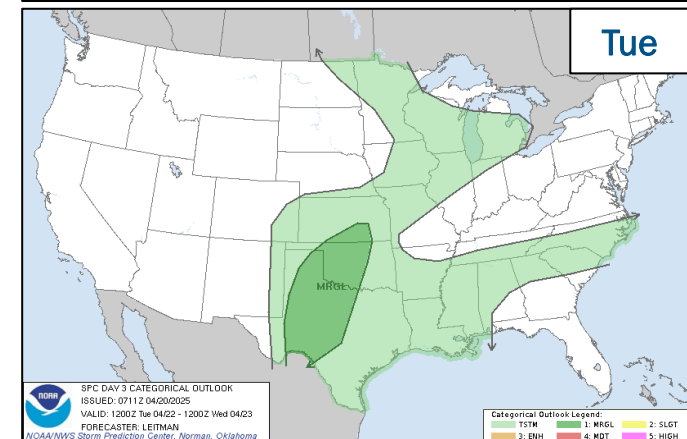 Tue
MRGL
SPC DAY 3 CATEGORICAL OUTLOOK
ISSUED: 0711Z 04/20/2025
VALID: 1200Z Tue 04/22 - 1200Z Wed 04/23
FORECASTER: LEITMAN
NOAA/NWS Storm Prediction Center, Norman, Oklahoma
NOAA
Categorical Outlook Legend:
TSTM 1: MRGL 2: SLGT
3: ENH 4: MDT 5: HIGH